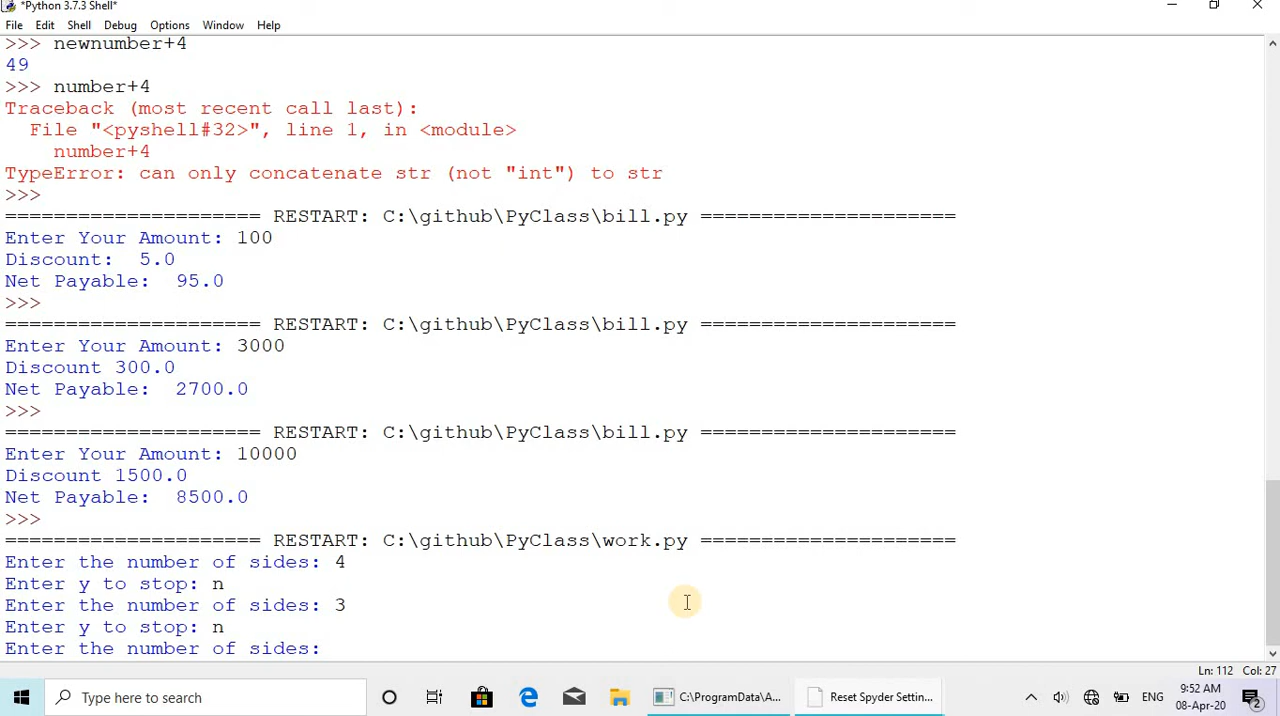 *Python 3.7.3 Shell*
File Edit Shell Debug Options Window Help
>>> newnumber+4
49
>>> number+4
Traceback (most recent call last):
  File "<pyshell#32>", line 1, in <module>
    number+4
TypeError: can only concatenate str (not "int") to str
>>>
===================== RESTART: C:\github\PyClass\bill.py =====================
Enter Your Amount: 100
Discount:  5.0
Net Payable:  95.0
>>>
===================== RESTART: C:\github\PyClass\bill.py =====================
Enter Your Amount: 3000
Discount 300.0
Net Payable:  2700.0
>>>
===================== RESTART: C:\github\PyClass\bill.py =====================
Enter Your Amount: 10000
Discount 1500.0
Net Payable:  8500.0
>>>
===================== RESTART: C:\github\PyClass\work.py =====================
Enter the number of sides: 4
Enter y to stop: n
Enter the number of sides: 3
Enter y to stop: n
Enter the number of sides:
Ln: 112 Col: 27
Type here to search
C:\ProgramData\A...
Reset Spyder Settin...
ENG
9:52 AM
08-Apr-20
2